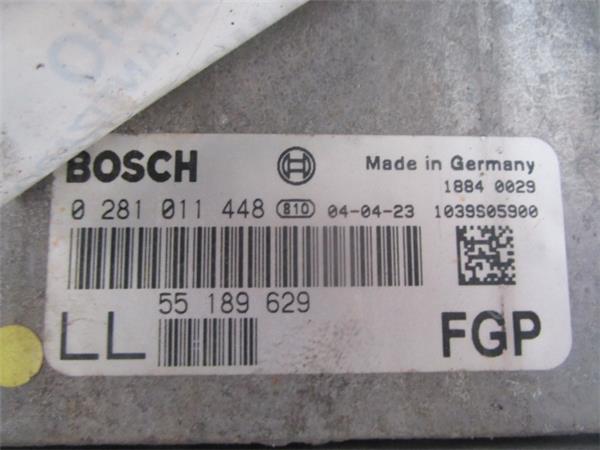 BOSCH Made in Germany
1884 0029
0 281 011 448 810 04-04-23 1039S05900
55 189 629
LL FGP